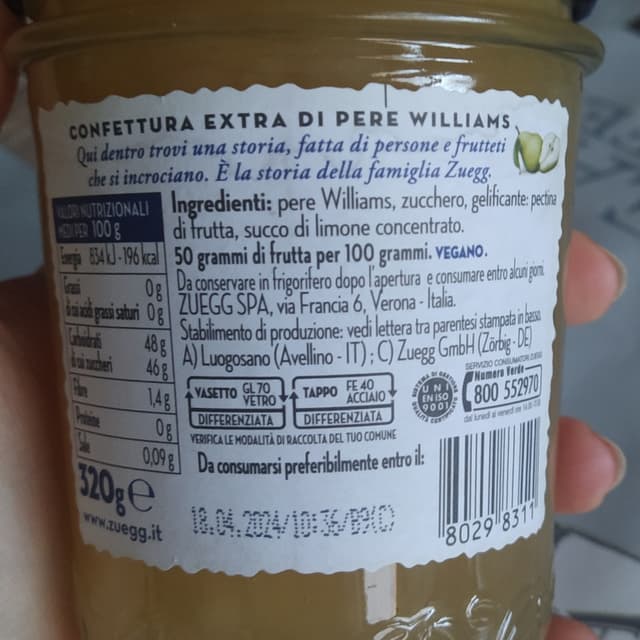 CONFETTURA EXTRA DI PERE WILLIAMS
Qui dentro trovi una storia, fatta di persone e frutteti
che si incrociano. È la storia della famiglia Zuegg.
VALORI NUTRIZIONALI
MEDI PER 100 g
Energia 834 kJ - 196 kcal
Grassi 0g
di cui acidi grassi saturi 0g
Carboidrati 48g
di cui zuccheri 46g
Fibre 1,4g
Proteine 0g
Sale 0,09g
320g e
www.zuegg.it
Ingredienti: pere Williams, zucchero, gelificante: pectina
di frutta, succo di limone concentrato.
50 grammi di frutta per 100 grammi. VEGANO.
Da conservare in frigorifero dopo l'apertura e consumare entro alcuni giorni.
ZUEGG SPA, via Francia 6, Verona - Italia.
Stabilimento di produzione: vedi lettera tra parentesi stampata in basso.
A) Luogosano (Avellino - IT) ; C) Zuegg GmbH (Zörbig - DE)
VASETTO GL 70 VETRO
DIFFERENZIATA
TAPPO FE 40 ACCIAIO
DIFFERENZIATA
VERIFICA LE MODALITÀ DI RACCOLTA DEL TUO COMUNE
UNI
EN ISO
9001
SERVIZIO CONSUMATORI ZUEGG
Numero Verde
800 552970
Da consumarsi preferibilmente entro il:
18.04.2024/10:36/B9(C)
8029 8311